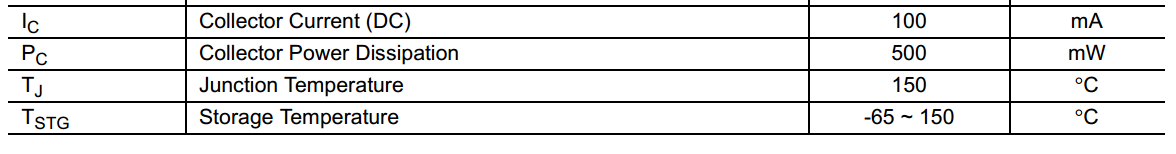 IC Collector Current (DC) 100 mA
PC Collector Power Dissipation 500 mW
TJ Junction Temperature 150 °C
TSTG Storage Temperature -65 ~ 150 °C